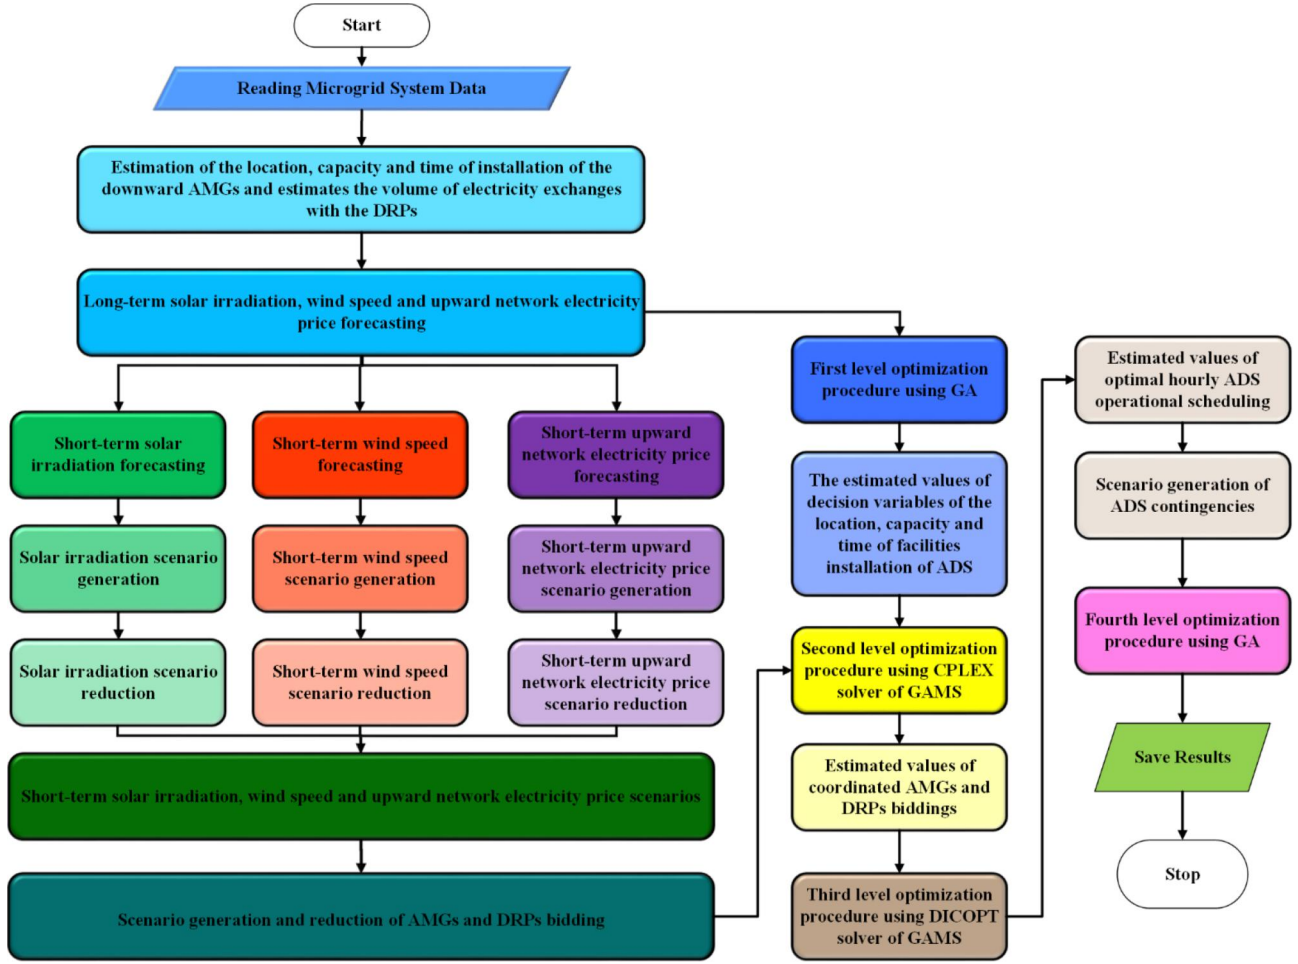 Start
Reading Microgrid System Data
Estimation of the location, capacity and time of installation of the
downward AMGs and estimates the volume of electricity exchanges
with the DRPs
Long-term solar irradiation, wind speed and upward network electricity
price forecasting
Short-term solar
irradiation forecasting
Short-term wind speed
forecasting
Short-term upward
network electricity price
forecasting
Solar irradiation scenario
generation
Short-term wind speed
scenario generation
Short-term upward
network electricity price
scenario generation
Solar irradiation scenario
reduction
Short-term wind speed
scenario reduction
Short-term upward
network electricity price
scenario reduction
Short-term solar irradiation, wind speed and upward network electricity price scenarios
Scenario generation and reduction of AMGs and DRPs bidding
First level optimization
procedure using GA
The estimated values of
decision variables of the
location, capacity and
time of facilities
installation of ADS
Second level optimization
procedure using CPLEX
solver of GAMS
Estimated values of
coordinated AMGs and
DRPs biddings
Third level optimization
procedure using DICOPT
solver of GAMS
Estimated values of
optimal hourly ADS
operational scheduling
Scenario generation of
ADS contingencies
Fourth level optimization
procedure using GA
Save Results
Stop